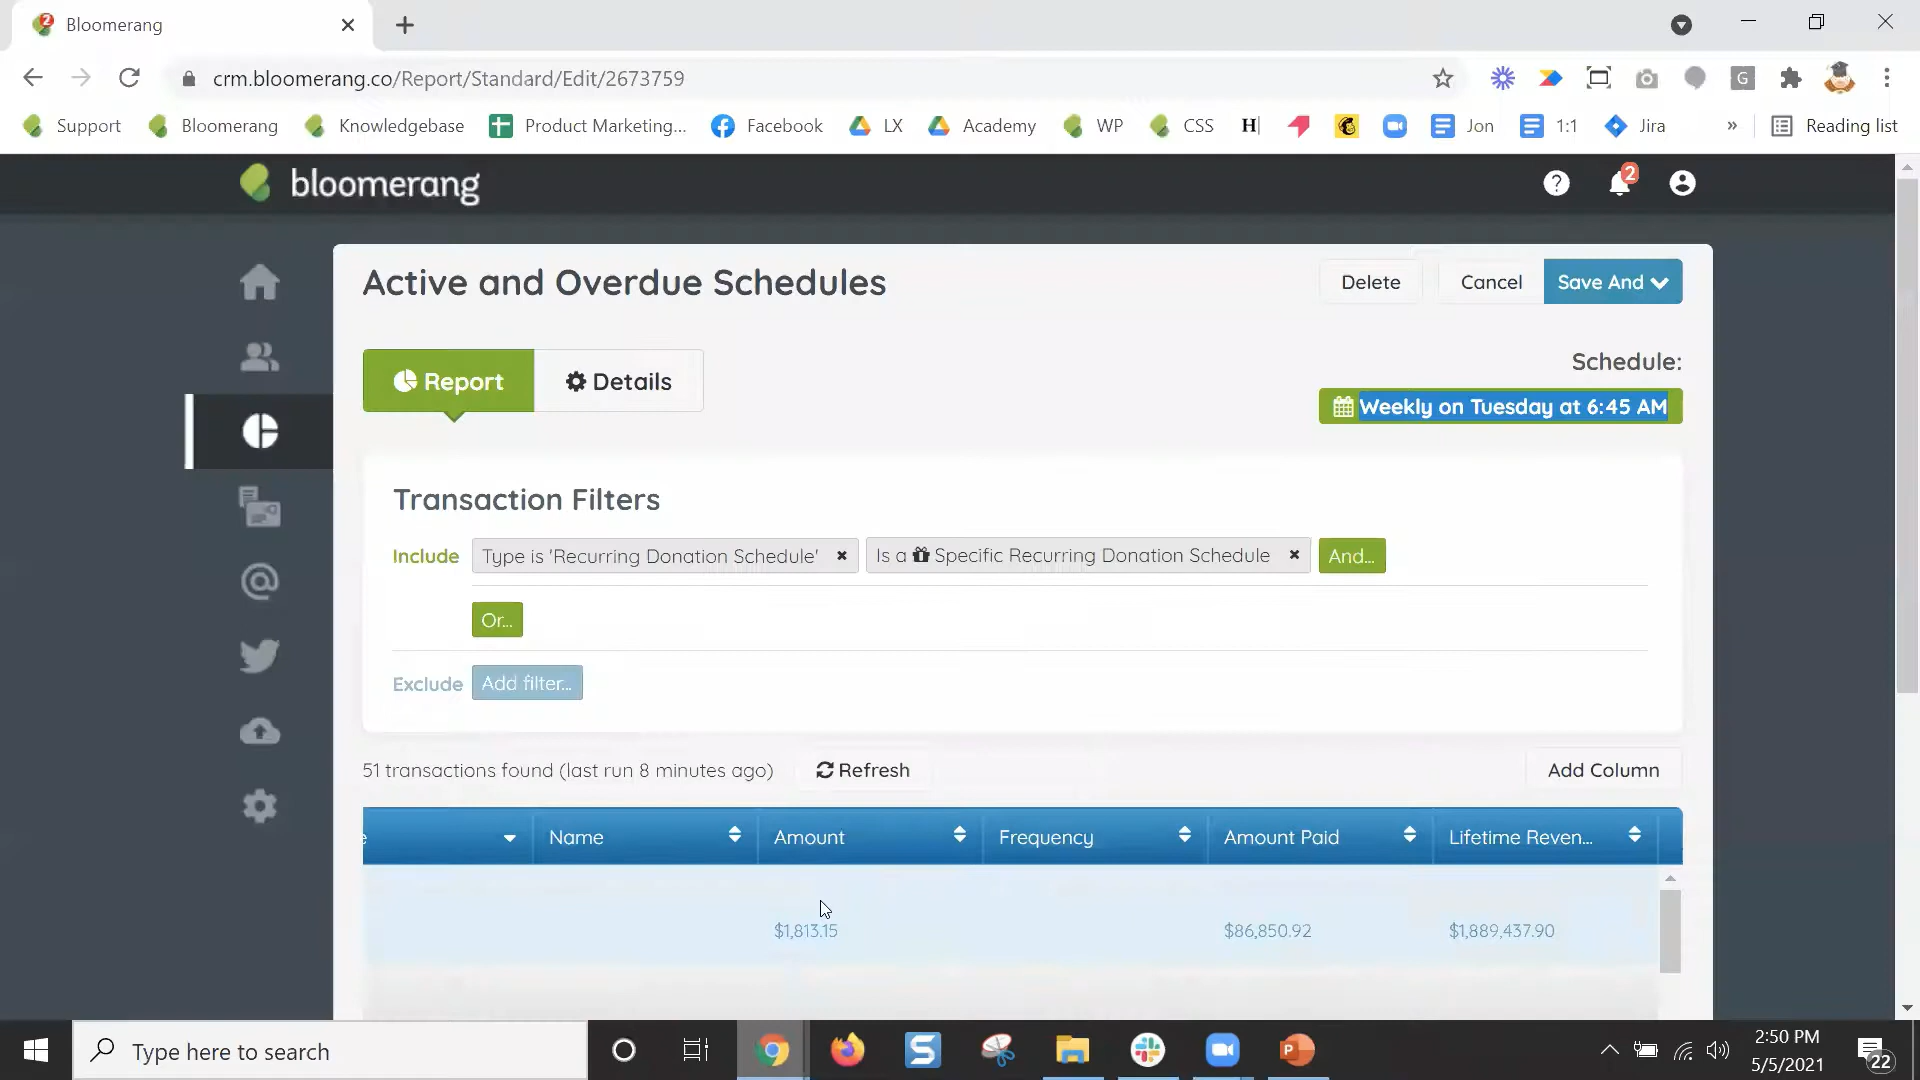 Bloomerang
crm.bloomerang.co/Report/Standard/Edit/2673759
G
Support Bloomerang Knowledgebase Product Marketing... Facebook LX Academy WP CSS H Jon 1:1 Jira » Reading list
bloomerang
? 2
Active and Overdue Schedules
Delete Cancel Save And
Report Details
Schedule:
Weekly on Tuesday at 6:45 AM
Transaction Filters
Include Type is 'Recurring Donation Schedule' × Is a Specific Recurring Donation Schedule × And...
Or...
Exclude Add filter...
51 transactions found (last run 8 minutes ago) Refresh Add Column
e Name Amount Frequency Amount Paid Lifetime Reven...
$1,813.15 $86,850.92 $1,889,437.90
Type here to search
2:50 PM
5/5/2021
22